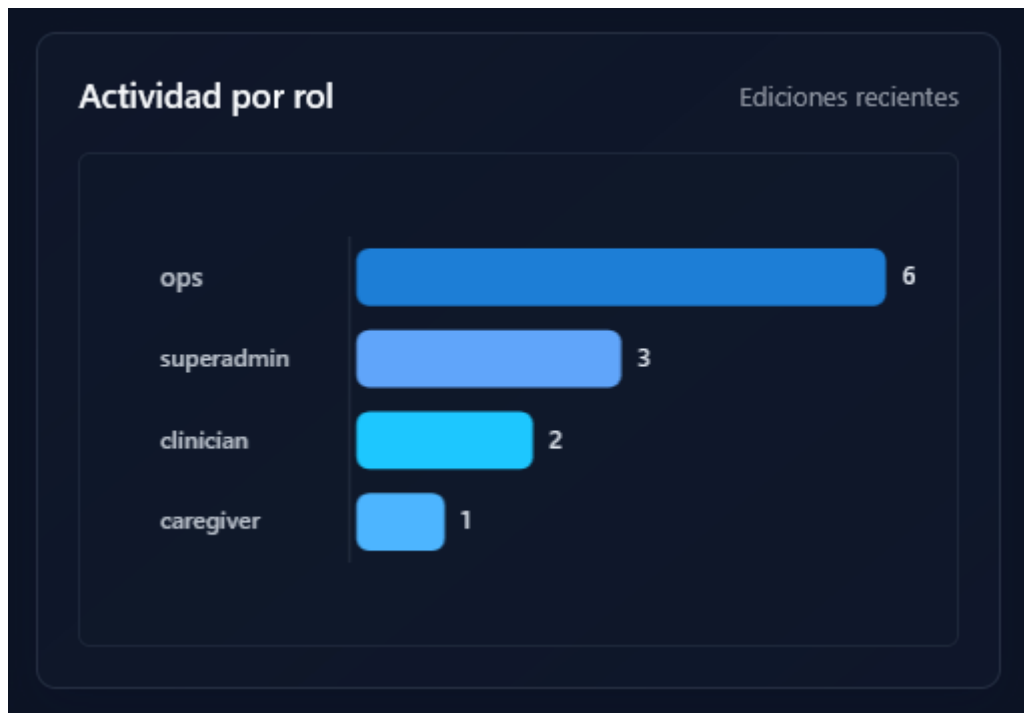 Actividad por rol
Ediciones recientes
ops 6
superadmin 3
clinician 2
caregiver 1